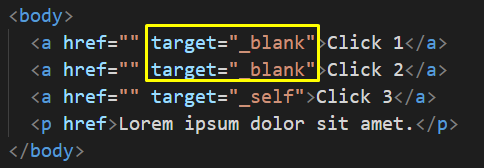 <body>
<a href="" target="_blank">Click 1</a>
<a href="" target="_blank">Click 2</a>
<a href="" target="_self">Click 3</a>
<p href>Lorem ipsum dolor sit amet.</p>
</body>